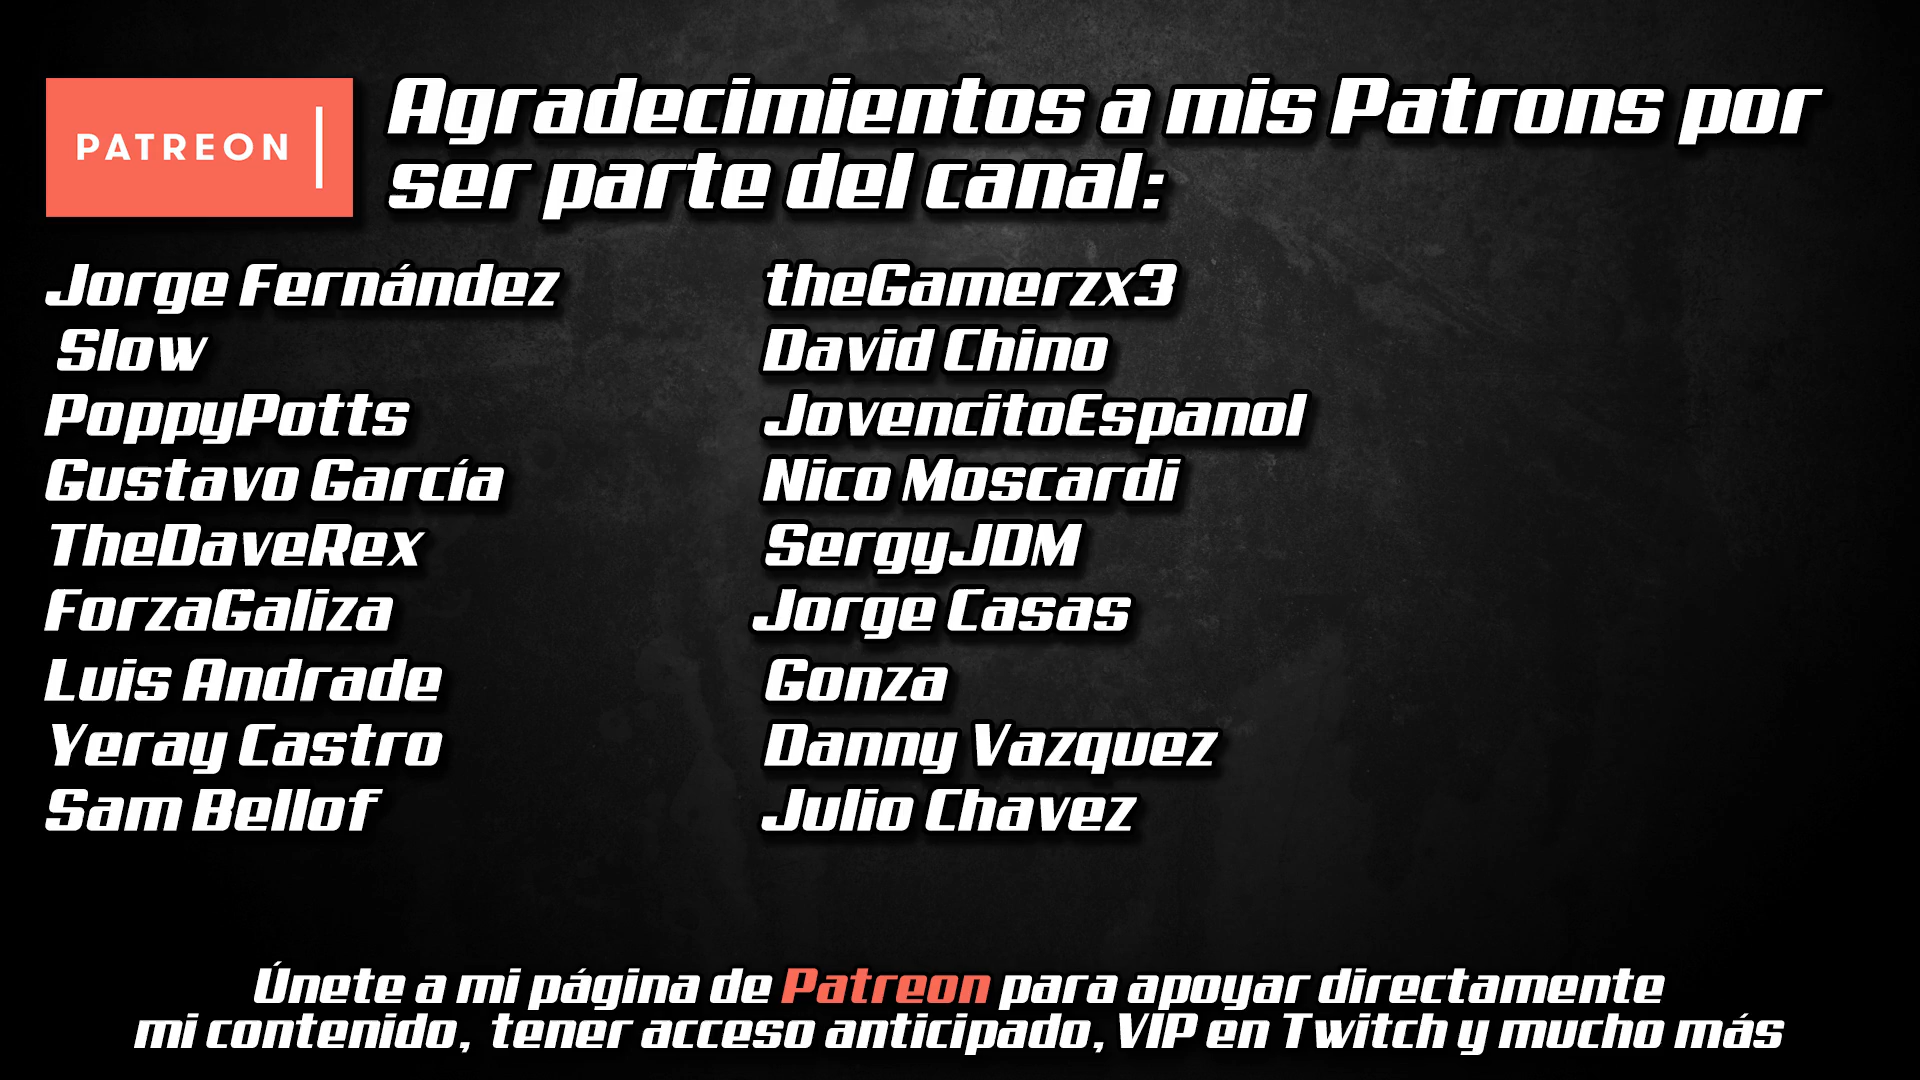 PATREON
Agradecimientos a mis Patrons por
ser parte del canal:
Jorge Fernández
Slow
PoppyPotts
Gustavo García
TheDaveRex
ForzaGaliza
Luis Andrade
Yeray Castro
Sam Bellof
theGamerzx3
David Chino
JovencitoEspanol
Nico Moscardi
SergyJDM
Jorge Casas
Gonza
Danny Vazquez
Julio Chavez
Únete a mi página de Patreon para apoyar directamente
mi contenido, tener acceso anticipado, VIP en Twitch y mucho más